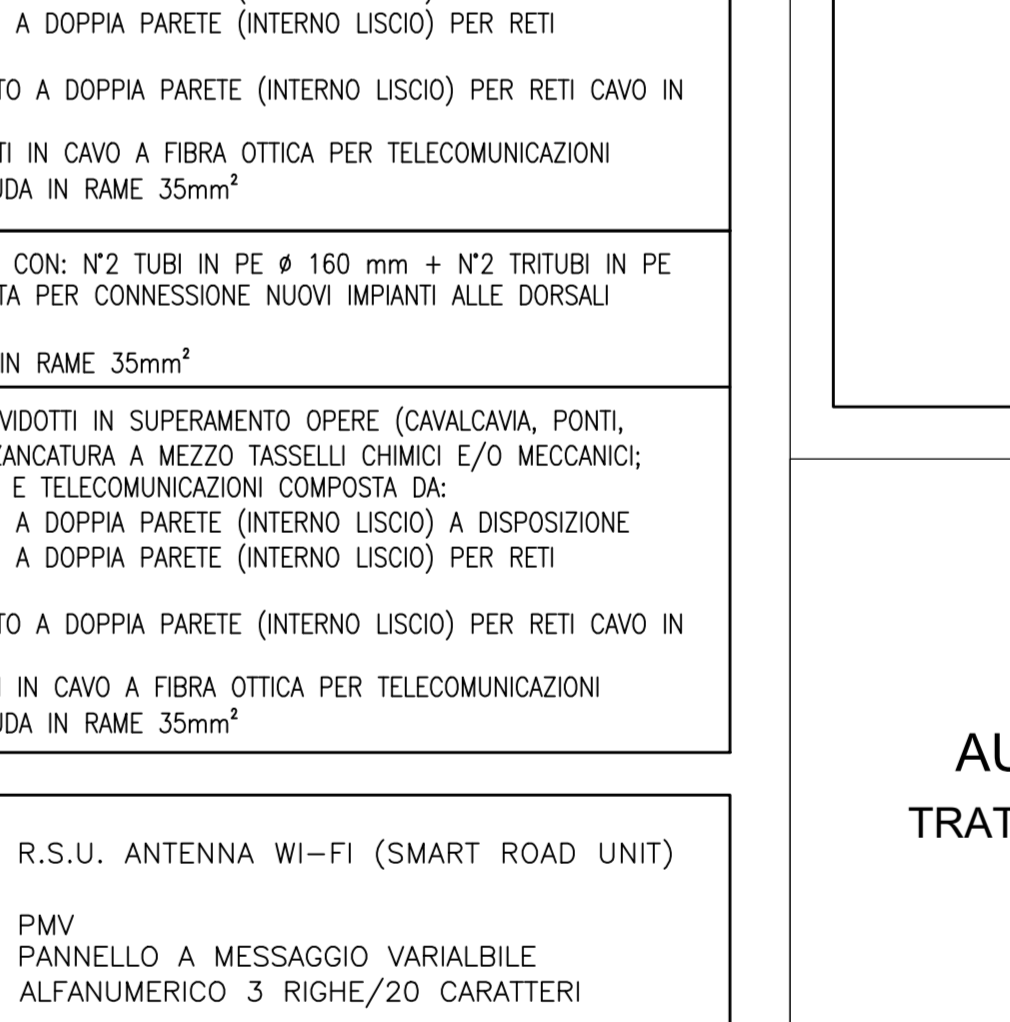 A DOPPIA PARETE (INTERNO LISCIO) PER RETI
TO A DOPPIA PARETE (INTERNO LISCIO) PER RETI CAVO IN
TI IN CAVO A FIBRA OTTICA PER TELECOMUNICAZIONI
UDA IN RAME 35mm²
CON: N°2 TUBI IN PE ø 160 mm + N°2 TRITUBI IN PE
TA PER CONNESSIONE NUOVI IMPIANTI ALLE DORSALI
IN RAME 35mm²
VIDOTTI IN SUPERAMENTO OPERE (CAVALCAVIA, PONTI,
ZANCATURA A MEZZO TASSELLI CHIMICI E/O MECCANICI;
E TELECOMUNICAZIONI COMPOSTA DA:
A DOPPIA PARETE (INTERNO LISCIO) A DISPOSIZIONE
A DOPPIA PARETE (INTERNO LISCIO) PER RETI
TO A DOPPIA PARETE (INTERNO LISCIO) PER RETI CAVO IN
I IN CAVO A FIBRA OTTICA PER TELECOMUNICAZIONI
UDA IN RAME 35mm²
R.S.U. ANTENNA WI-FI (SMART ROAD UNIT)
PMV
PANNELLO A MESSAGGIO VARIALBILE
ALFANUMERICO 3 RIGHE/20 CARATTERI
AU
TRAT